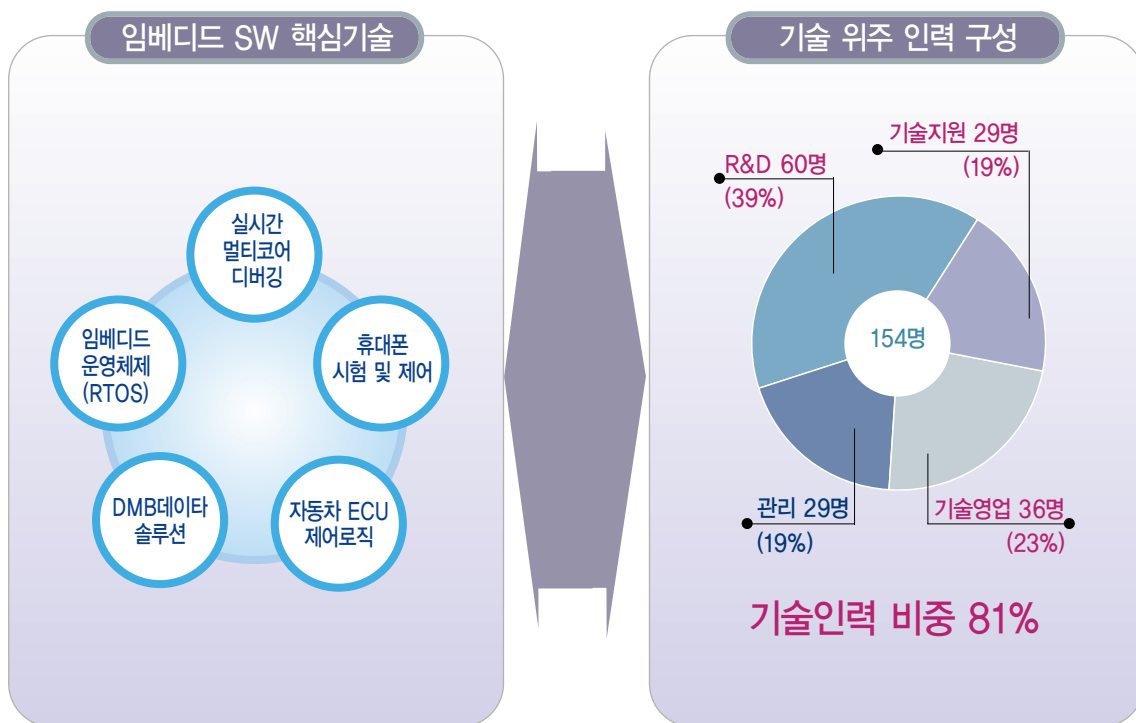 임베디드 SW 핵심기술
실시간
멀티코어
디버깅
임베디드
운영체제
(RTOS)
휴대폰
시험 및 제어
DMB데이타
솔루션
자동차 ECU
제어로직
기술 위주 인력 구성
기술지원 29명
(19%)
R&D 60명
(39%)
154명
관리 29명
(19%)
기술영업 36명
(23%)
기술인력 비중 81%